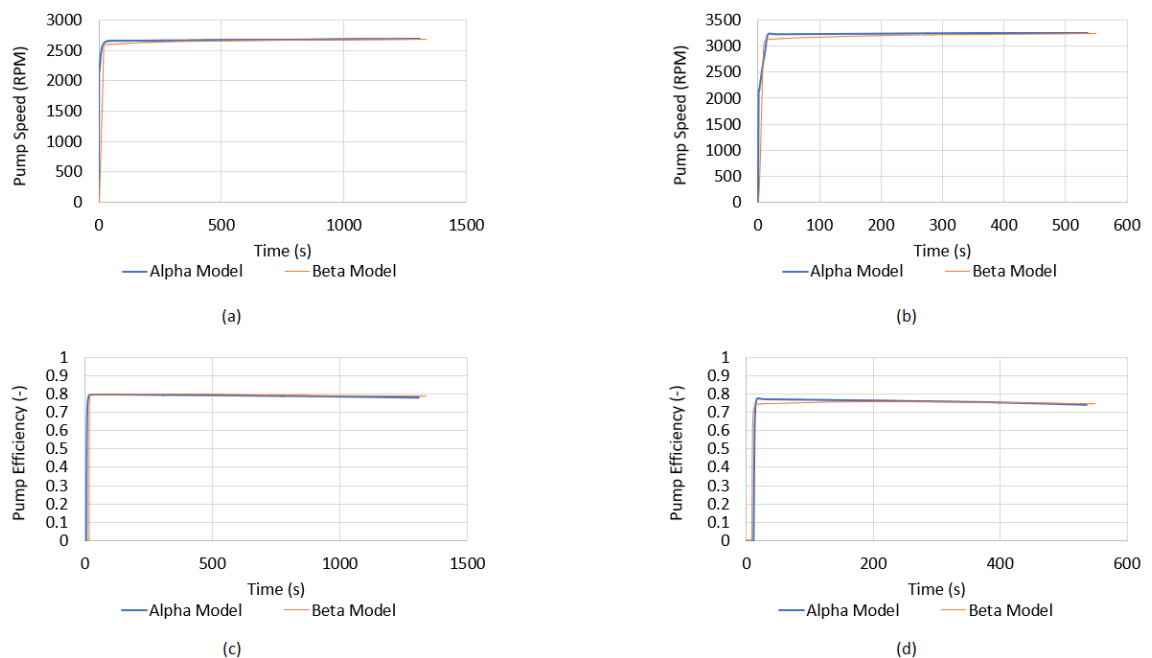 3000
2500
2000
1500
1000
500
0
Pump Speed (RPM)
0 500 1000 1500
Time (s)
Alpha Model Beta Model
(a)
3500
3000
2500
2000
1500
1000
500
0
Pump Speed (RPM)
0 100 200 300 400 500 600
Time (s)
Alpha Model Beta Model
(b)
1
0.9
0.8
0.7
0.6
0.5
0.4
0.3
0.2
0.1
0
Pump Efficiency (-)
0 500 1000 1500
Time (s)
Alpha Model Beta Model
(c)
1
0.9
0.8
0.7
0.6
0.5
0.4
0.3
0.2
0.1
0
Pump Efficiency (-)
0 200 400 600
Time (s)
Alpha Model Beta Model
(d)